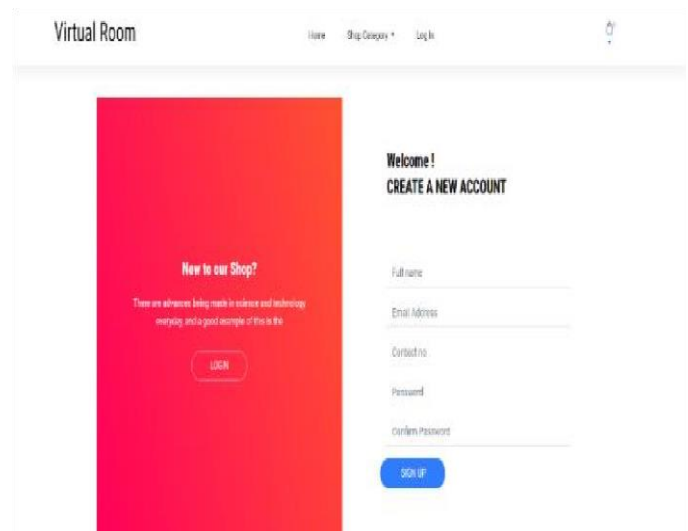 Virtual Room
Home Shop Category Log In
Welcome !
CREATE A NEW ACCOUNT
New to our Shop?
There are advances being made in science and technology
everyday, and a good example of this is the
LOGIN
Full name
Email Address
Contact no
Password
Confirm Password
SIGN UP